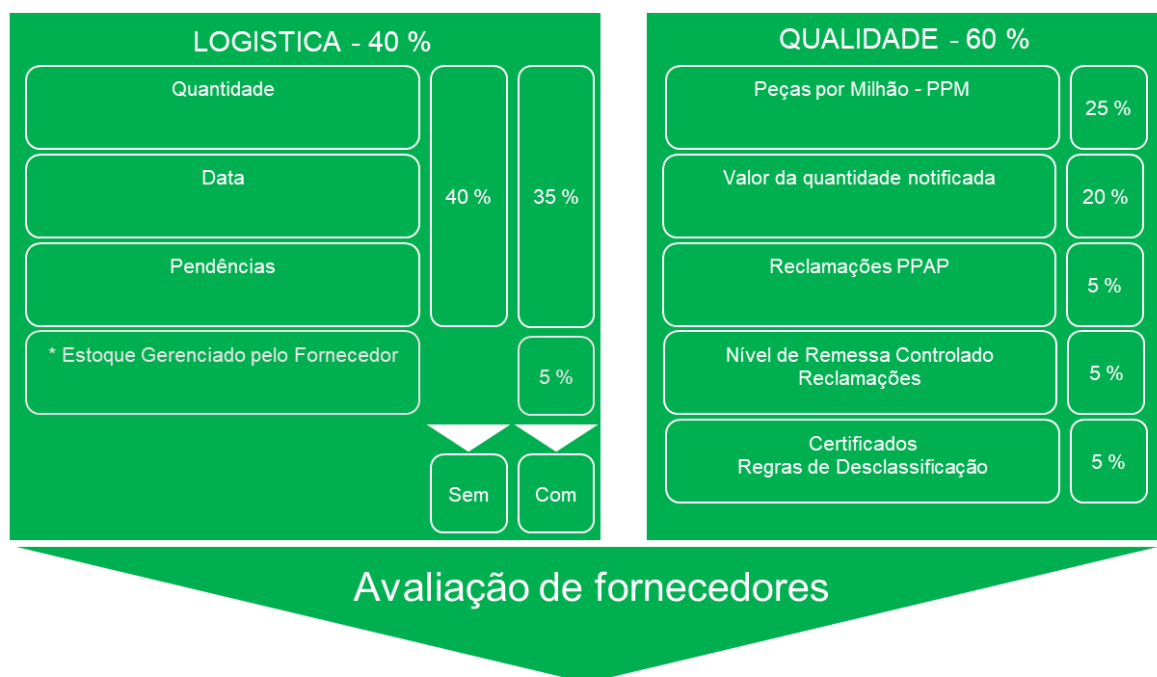 LOGISTICA - 40 %
Quantidade
Data
Pendências
40 %
35 %
* Estoque Gerenciado pelo Fornecedor
5 %
Sem
Com
QUALIDADE - 60 %
Peças por Milhão - PPM
25 %
Valor da quantidade notificada
20 %
Reclamações PPAP
5 %
Nível de Remessa Controlado
Reclamações
5 %
Certificados
Regras de Desclassificação
5 %
Avaliação de fornecedores